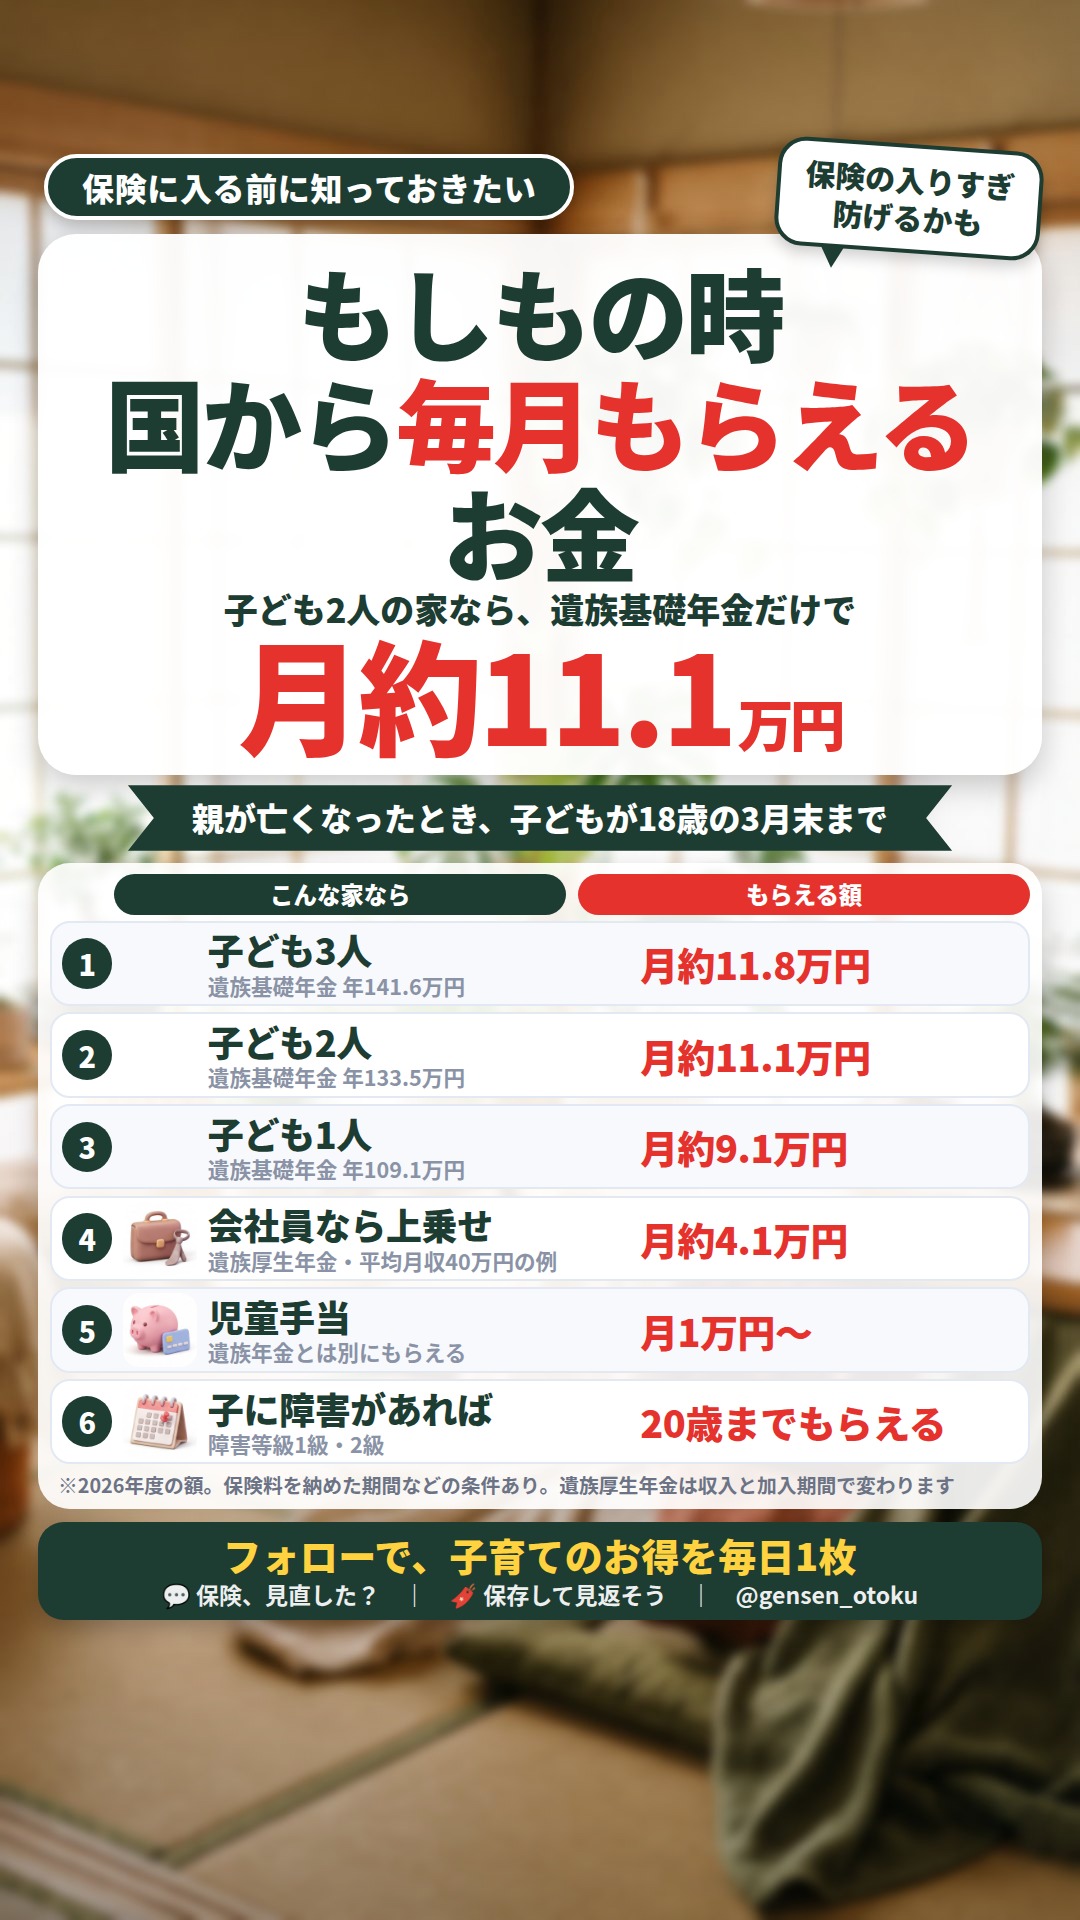 保険に入る前に知っておきたい
保険の入りすぎ
防げるかも
もしもの時
国から毎月もらえる
お金
子ども2人の家なら、遺族基礎年金だけで
月約11.1万円
親が亡くなったとき、子どもが18歳の3月末まで
こんな家なら
もらえる額
1
子ども3人
遺族基礎年金 年141.6万円
月約11.8万円
2
子ども2人
遺族基礎年金 年133.5万円
月約11.1万円
3
子ども1人
遺族基礎年金 年109.1万円
月約9.1万円
4
会社員なら上乗せ
遺族厚生年金・平均月収40万円の例
月約4.1万円
5
児童手当
遺族年金とは別にもらえる
月1万円〜
6
子に障害があれば
障害等級1級・2級
20歳までもらえる
※2026年度の額。保険料を納めた期間などの条件あり。遺族厚生年金は収入と加入期間で変わります
フォローで、子育てのお得を毎日1枚
💬 保険、見直した？ ｜ 🔖 保存して見返そう ｜ @gensen_otoku